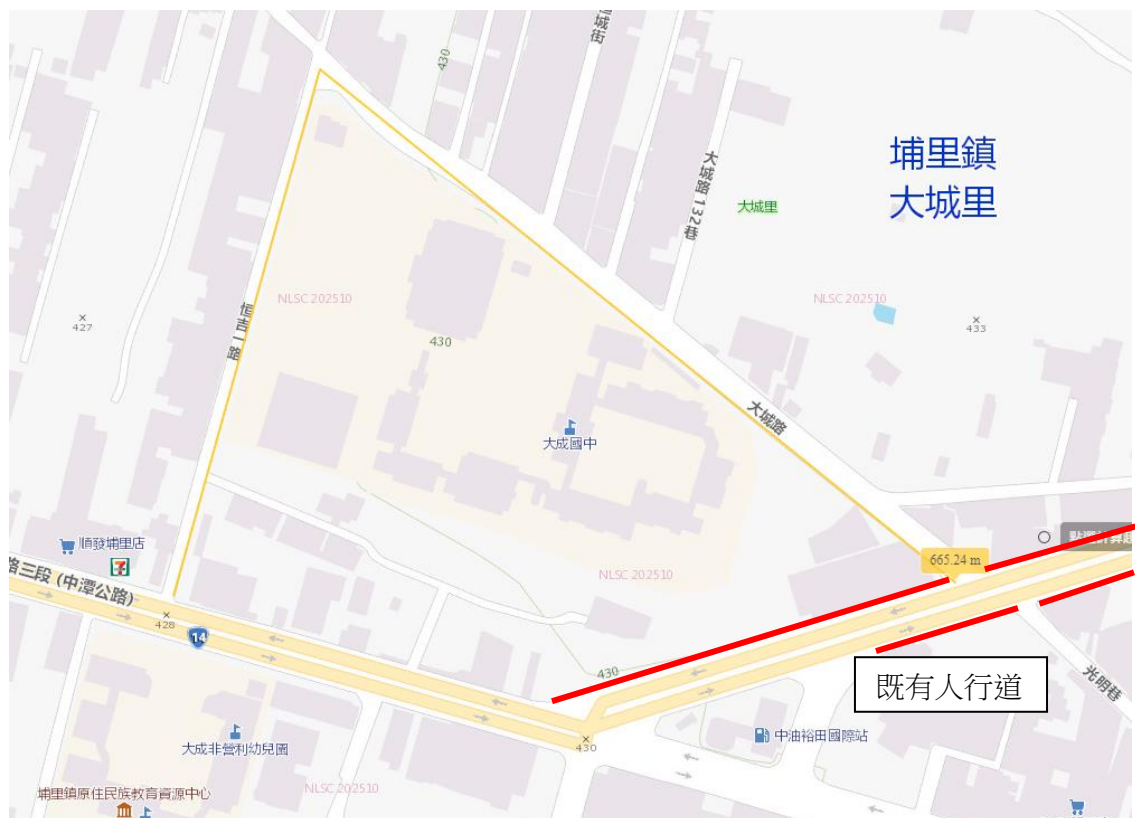 城街
430
埔里鎮
大城里
大城路132巷
大城里
NLSC 202510
NLSC 202510
427
433
恒吉一路
430
大城路
大成國中
順發埔里店
7
665.24 m
NLSC 202510
路三段 (中潭公路)
428
14
430
既有人行道
光明巷
大成非營利幼兒園
430
中油裕田國際站
埔里鎮原住民族教育資源中心
NLSC 202510